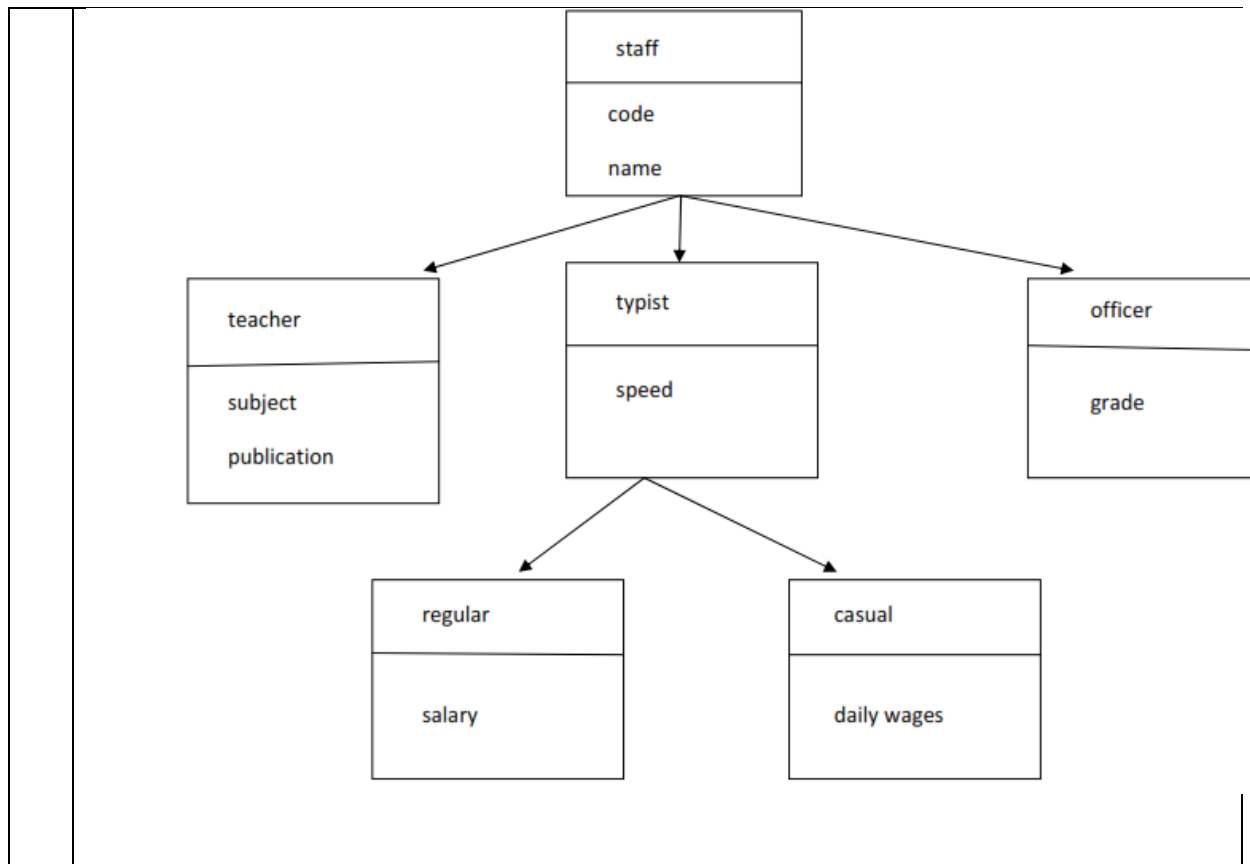 staff
code
name
teacher
subject
publication
typist
speed
officer
grade
regular
salary
casual
daily wages